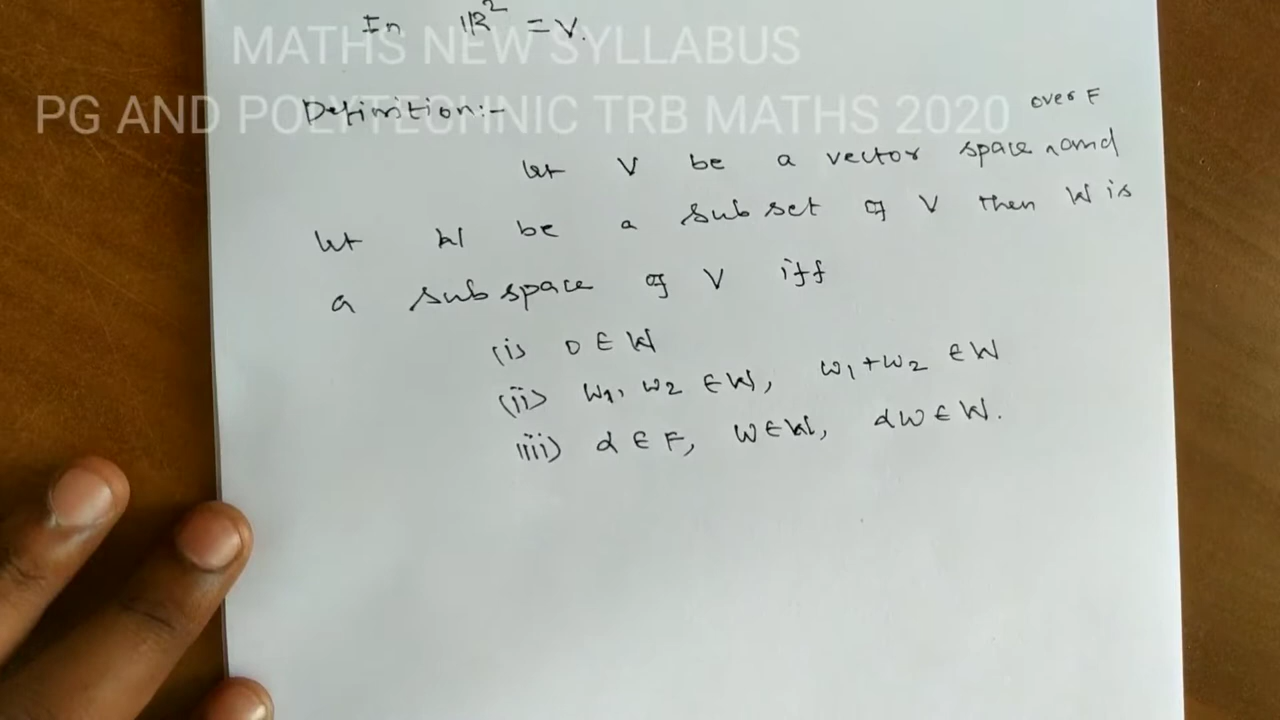 In ℝ² = V.
MATHS NEW SYLLABUS
PG AND POLYTECHNIC TRB MATHS 2020
Definition:-
over F
let V be a vector space ^ and
let W be a subset of V then W is
a subspace of V iff
(i) 0 ∈ W
(ii) w₁, w₂ ∈ W, w₁+w₂ ∈ W
iii) α ∈ F, w ∈ W, αw ∈ W.